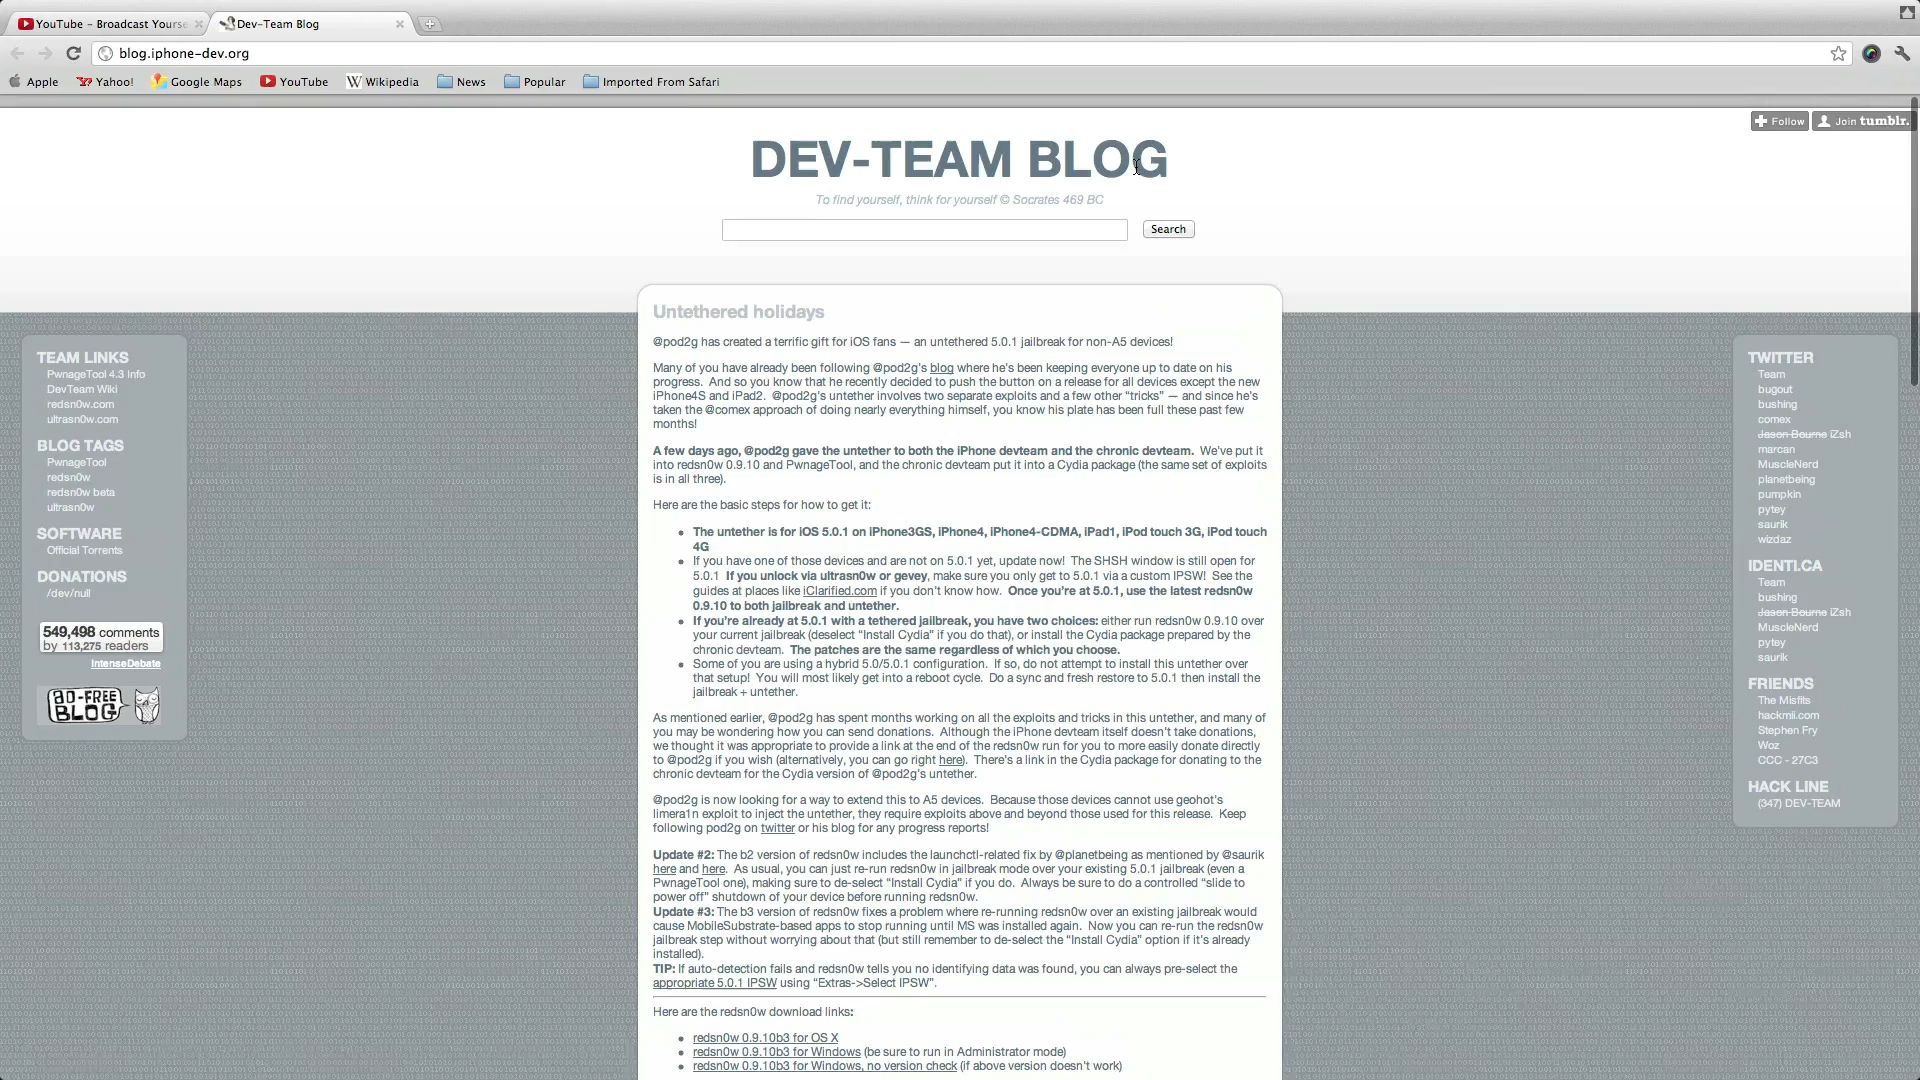 YouTube - Broadcast Yourse
Dev-Team Blog
blog.iphone-dev.org
Apple
Yahoo!
Google Maps
YouTube
Wikipedia
News
Popular
Imported From Safari
Follow
Join tumblr.
DEV-TEAM BLOG
To find yourself, think for yourself © Socrates 469 BC
Search
TEAM LINKS
PwnageTool 4.3 Info
DevTeam Wiki
redsn0w.com
ultrasn0w.com
BLOG TAGS
PwnageTool
redsn0w
redsn0w beta
ultrasn0w
SOFTWARE
Official Torrents
DONATIONS
/dev/null
549,498 comments
by 113,275 readers
IntenseDebate
AD-FREE
BLOG
Untethered holidays
@pod2g has created a terrific gift for iOS fans — an untethered 5.0.1 jailbreak for non-A5 devices!
Many of you have already been following @pod2g's blog where he's been keeping everyone up to date on his
progress. And so you know that he recently decided to push the button on a release for all devices except the new
iPhone4S and iPad2. @pod2g's untether involves two separate exploits and a few other “tricks” — and since he's
taken the @comex approach of doing nearly everything himself, you know his plate has been full these past few
months!
A few days ago, @pod2g gave the untether to both the iPhone devteam and the chronic devteam. We've put it
into redsn0w 0.9.10 and PwnageTool, and the chronic devteam put it into a Cydia package (the same set of exploits
is in all three).
Here are the basic steps for how to get it:
The untether is for iOS 5.0.1 on iPhone3GS, iPhone4, iPhone4-CDMA, iPad1, iPod touch 3G, iPod touch
4G
If you have one of those devices and are not on 5.0.1 yet, update now! The SHSH window is still open for
5.0.1 If you unlock via ultrasn0w or gevey, make sure you only get to 5.0.1 via a custom IPSW! See the
guides at places like iClarified.com if you don't know how. Once you're at 5.0.1, use the latest redsn0w
0.9.10 to both jailbreak and untether.
If you're already at 5.0.1 with a tethered jailbreak, you have two choices: either run redsn0w 0.9.10 over
your current jailbreak (deselect “Install Cydia” if you do that), or install the Cydia package prepared by the
chronic devteam. The patches are the same regardless of which you choose.
Some of you are using a hybrid 5.0/5.0.1 configuration. If so, do not attempt to install this untether over
that setup! You will most likely get into a reboot cycle. Do a sync and fresh restore to 5.0.1 then install the
jailbreak + untether.
As mentioned earlier, @pod2g has spent months working on all the exploits and tricks in this untether, and many of
you may be wondering how you can send donations. Although the iPhone devteam itself doesn't take donations,
we thought it was appropriate to provide a link at the end of the redsn0w run for you to more easily donate directly
to @pod2g if you wish (alternatively, you can go right here). There's a link in the Cydia package for donating to the
chronic devteam for the Cydia version of @pod2g's untether.
@pod2g is now looking for a way to extend this to A5 devices. Because those devices cannot use geohot's
limera1n exploit to inject the untether, they require exploits above and beyond those used for this release. Keep
following pod2g on twitter or his blog for any progress reports!
Update #2: The b2 version of redsn0w includes the launchctl-related fix by @planetbeing as mentioned by @saurik
here and here. As usual, you can just re-run redsn0w in jailbreak mode over your existing 5.0.1 jailbreak (even a
PwnageTool one), making sure to de-select “Install Cydia” if you do. Always be sure to do a controlled “slide to
power off” shutdown of your device before running redsn0w.
Update #3: The b3 version of redsn0w fixes a problem where re-running redsn0w over an existing jailbreak would
cause MobileSubstrate-based apps to stop running until MS was installed again. Now you can re-run the redsn0w
jailbreak step without worrying about that (but still remember to de-select the “Install Cydia” option if it's already
installed).
TIP: If auto-detection fails and redsn0w tells you no identifying data was found, you can always pre-select the
appropriate 5.0.1 IPSW using “Extras->Select IPSW”.
Here are the redsn0w download links:
redsn0w 0.9.10b3 for OS X
redsn0w 0.9.10b3 for Windows (be sure to run in Administrator mode)
redsn0w 0.9.10b3 for Windows, no version check (if above version doesn't work)
TWITTER
Team
bugout
bushing
comex
Jason Bourne iZsh
marcan
MuscleNerd
planetbeing
pumpkin
pytey
saurik
wizdaz
IDENTI.CA
Team
bushing
Jason Bourne iZsh
MuscleNerd
pytey
saurik
FRIENDS
The Misfits
hackmii.com
Stephen Fry
Woz
CCC - 27C3
HACK LINE
(347) DEV-TEAM